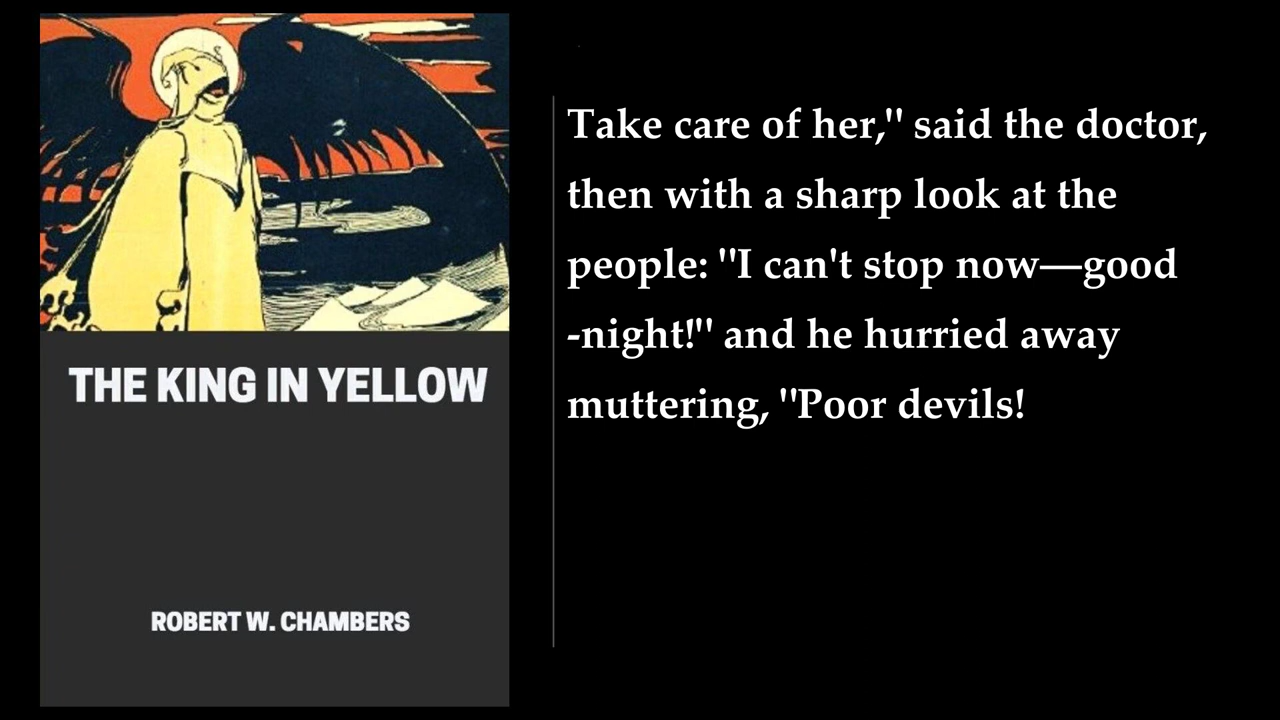 THE KING IN YELLOW
ROBERT W. CHAMBERS
Take care of her," said the doctor,
then with a sharp look at the
people: "I can't stop now—good
-night!" and he hurried away
muttering, "Poor devils!